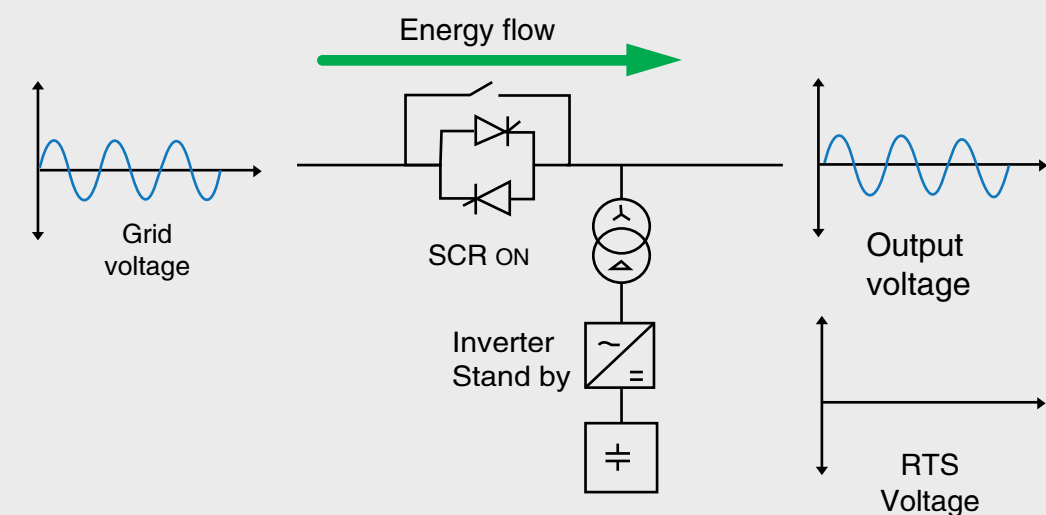 Energy flow
Grid
voltage
SCR ON
Inverter
Stand by
Output
voltage
RTS
Voltage